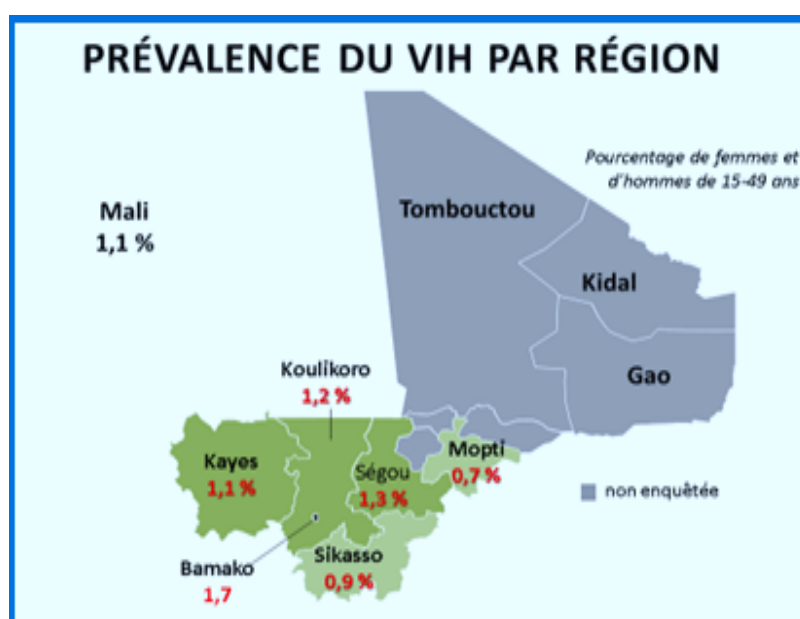 PRÉVALENCE DU VIH PAR RÉGION
Pourcentage de femmes et
d'hommes de 15-49 ans
Mali
1,1 %
Tombouctou
Kidal
Gao
Koulikoro
1,2 %
Kayes
1,1 %
Ségou
1,3 %
Mopti
0,7 %
non enquêtée
Bamako
1,7
Sikasso
0,9 %